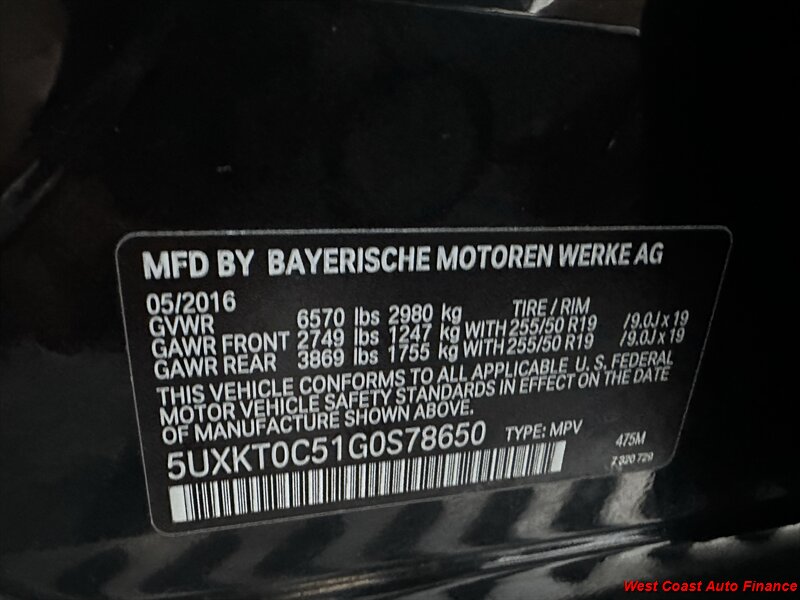 MFD BY BAYERISCHE MOTOREN WERKE AG
05/2016 TIRE / RIM
GVWR 6570 lbs 2980 kg
GAWR FRONT 2749 lbs 1247 kg WITH 255/50 R19 /9.0J x 19
GAWR REAR 3869 lbs 1755 kg WITH 255/50 R19 /9.0J x 19
THIS VEHICLE CONFORMS TO ALL APPLICABLE U. S. FEDERAL
MOTOR VEHICLE SAFETY STANDARDS IN EFFECT ON THE DATE
OF MANUFACTURE SHOWN ABOVE.
5UXKT0C51G0S78650 TYPE: MPV 475M
7 320 729
West Coast Auto Finance